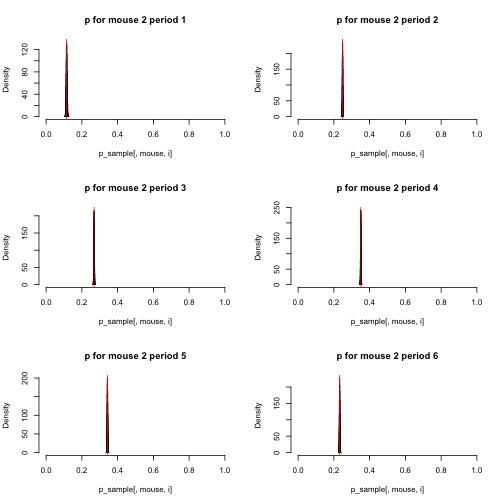 p for mouse 2 period 1
Density
0 40 80 120
0.0 0.2 0.4 0.6 0.8 1.0
p_sample[, mouse, i]
p for mouse 2 period 2
Density
0 50 150
0.0 0.2 0.4 0.6 0.8 1.0
p_sample[, mouse, i]
p for mouse 2 period 3
Density
0 50 150
0.0 0.2 0.4 0.6 0.8 1.0
p_sample[, mouse, i]
p for mouse 2 period 4
Density
0 50 150 250
0.0 0.2 0.4 0.6 0.8 1.0
p_sample[, mouse, i]
p for mouse 2 period 5
Density
0 50 100 150 200
0.0 0.2 0.4 0.6 0.8 1.0
p_sample[, mouse, i]
p for mouse 2 period 6
Density
0 50 150
0.0 0.2 0.4 0.6 0.8 1.0
p_sample[, mouse, i]